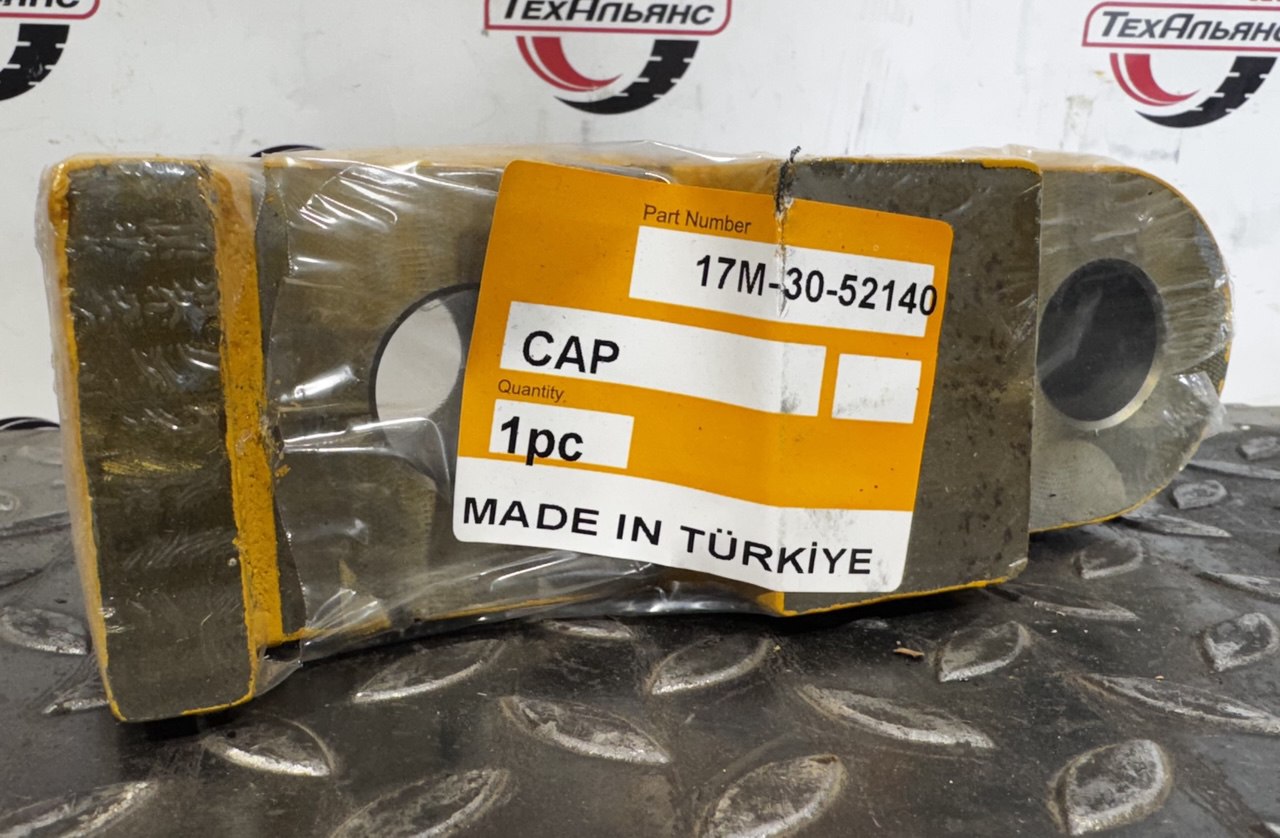 ТехАльянс
ТехАльянс
Part Number
17M-30-52140
CAP
Quantity
1pc
MADE IN TÜRKİYE